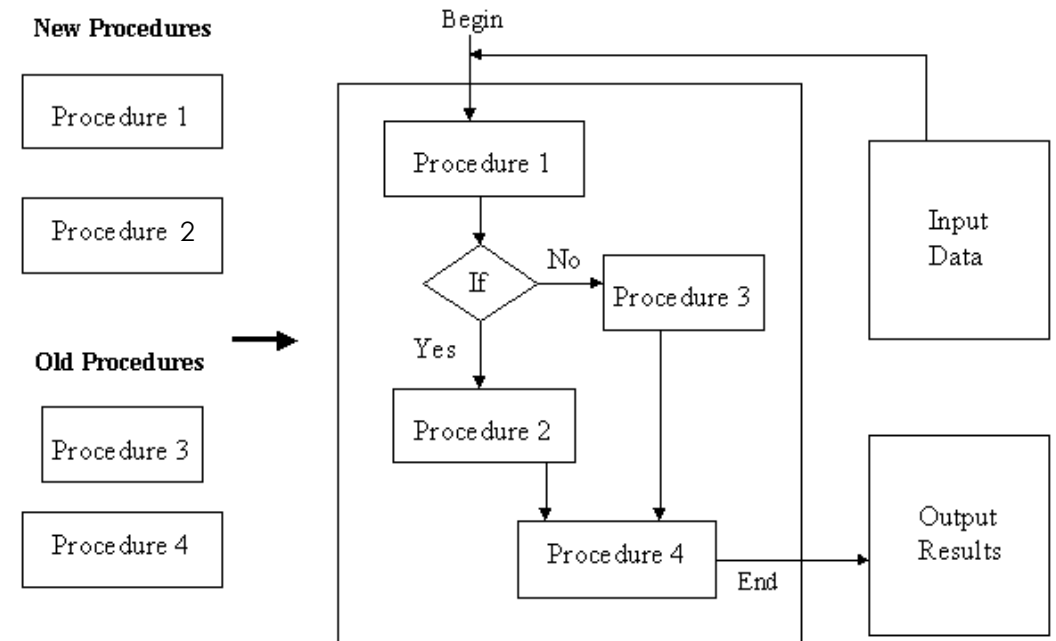 New Procedures
Procedure 1
Procedure 2
Old Procedures
Procedure 3
Procedure 4
Begin
Procedure 1
If
No
Procedure 3
Yes
Procedure 2
Procedure 4
End
Input
Data
Output
Results